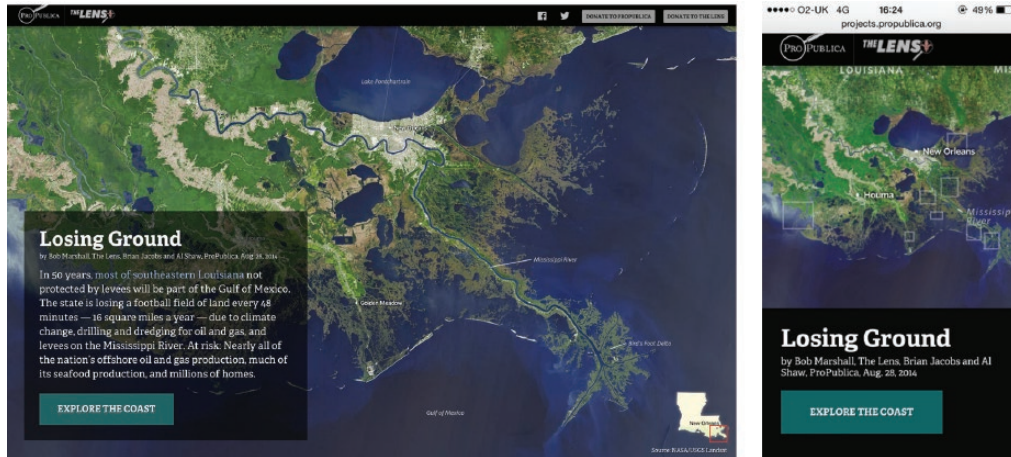 PROPUBLICA THE LENS
DONATE TO PROPUBLICA DONATE TO THE LENS
Lake Pontchartrain
New Orleans
Mississippi River
Golden Meadow
Bird's Foot Delta
Gulf of Mexico
New Orleans
Source: NASA/USGS Landsat
Losing Ground
by Bob Marshall, The Lens, Brian Jacobs and Al Shaw, ProPublica, Aug. 28, 2014
In 50 years, most of southeastern Louisiana not
protected by levees will be part of the Gulf of Mexico.
The state is losing a football field of land every 48
minutes — 16 square miles a year — due to climate
change, drilling and dredging for oil and gas, and
levees on the Mississippi River. At risk: Nearly all of
the nation's offshore oil and gas production, much of
its seafood production, and millions of homes.
EXPLORE THE COAST
O2-UK 4G 16:24 49%
projects.propublica.org
PROPUBLICA THE LENS
LOUISIANA MIS
New Orleans
Houma
Mississip
River
Losing Ground
by Bob Marshall, The Lens, Brian Jacobs and Al
Shaw, ProPublica, Aug. 28, 2014
EXPLORE THE COAST